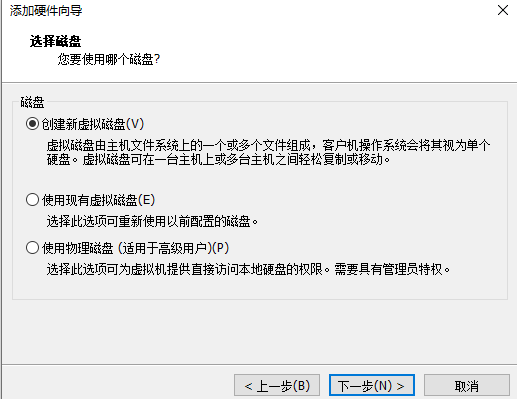 添加硬件向导
选择磁盘
您要使用哪个磁盘?
磁盘
创建新虚拟磁盘(V)
虚拟磁盘由主机文件系统上的一个或多个文件组成，客户机操作系统会将其视为单个
硬盘。虚拟磁盘可在一台主机上或多台主机之间轻松复制或移动。
使用现有虚拟磁盘(E)
选择此选项可重新使用以前配置的磁盘。
使用物理磁盘 (适用于高级用户)(P)
选择此选项可为虚拟机提供直接访问本地硬盘的权限。需要具有管理员特权。
< 上一步(B)
下一步(N) >
取消